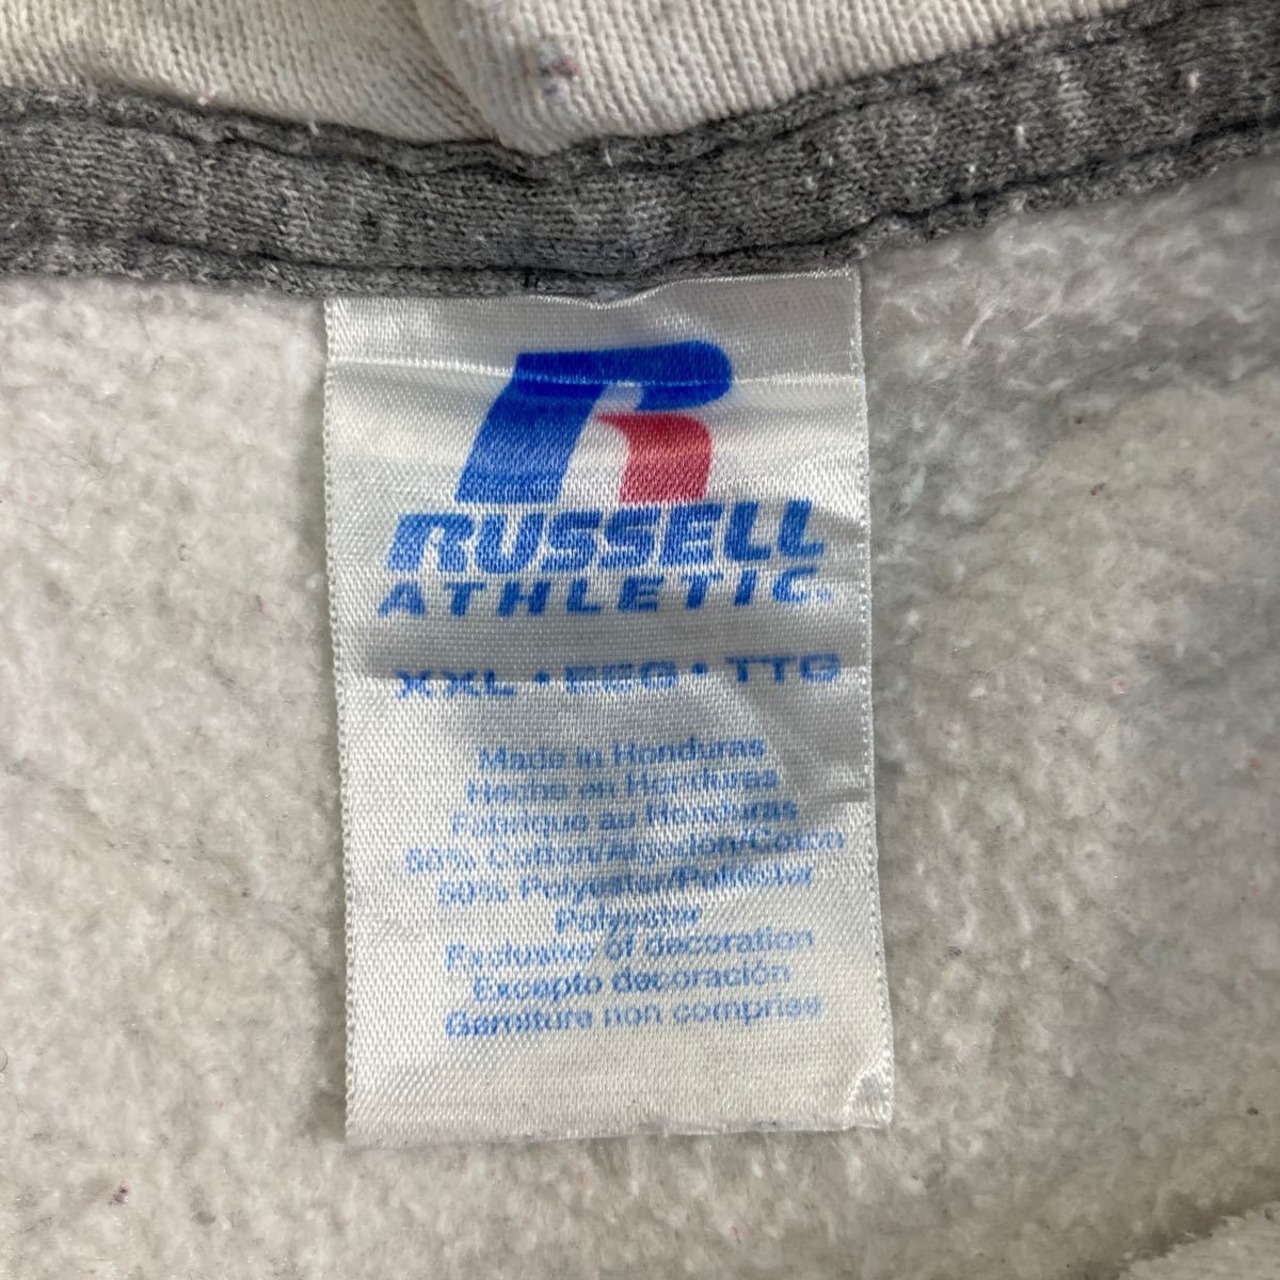 R
RUSSELL
ATHLETIC
XXL • EEG • TTG
Made in Honduras
Hecho en Honduras
Fabriqué au Honduras
50% Cotton/Algodon/Coton
50% Polyester/Poliéster
Polyester
Exclusive of decoration
Excepto decoración
Garniture non comprise